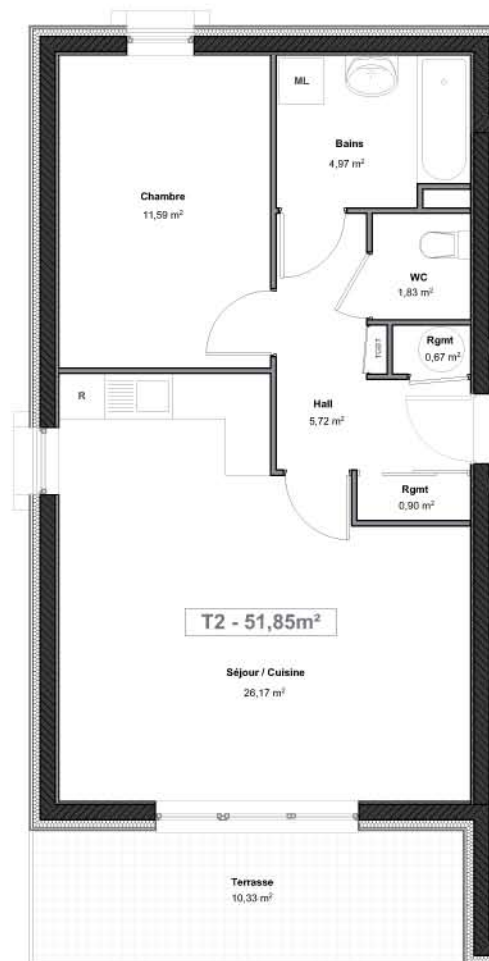 ML
Bains
4,97 m²
Chambre
11,59 m²
WC
1,83 m²
TGBT
Rgmt
0,67 m²
R
Hall
5,72 m²
Rgmt
0,90 m²
T2 - 51,85m²
Séjour / Cuisine
26,17 m²
Terrasse
10,33 m²